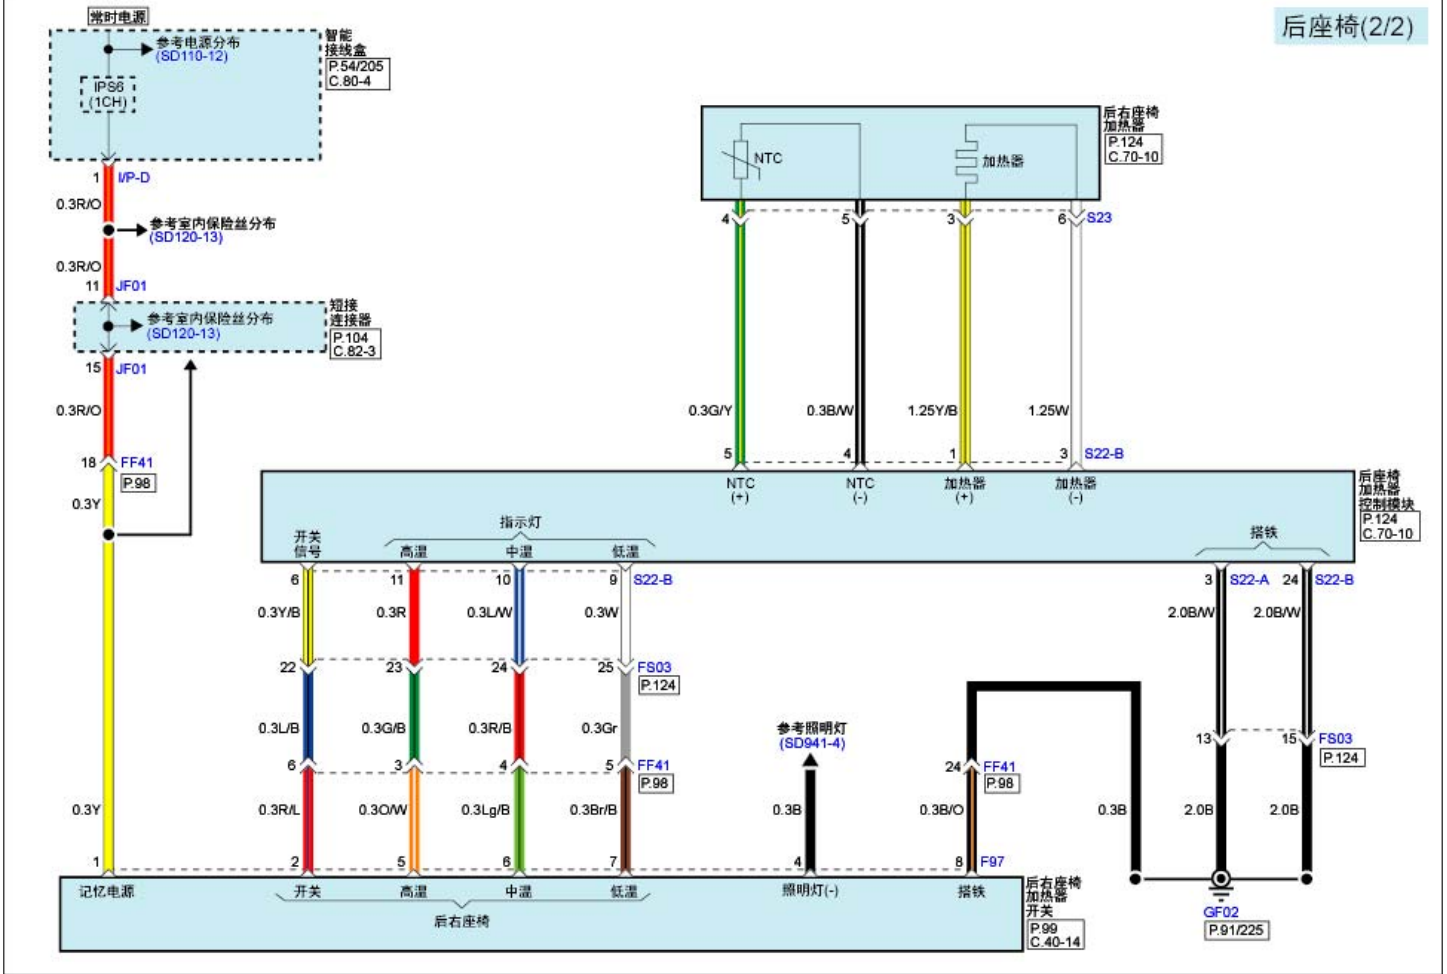 常时电源
后座椅(2/2)
参考电源分布
(SD110-12)
智能
接线盒
P.54/205
C.80-4
IPS6
(1CH)
1 I/P-D
0.3R/O
参考室内保险丝分布
(SD120-13)
0.3R/O
11 JF01
参考室内保险丝分布
(SD120-13)
短接
连接器
P.104
C.82-3
15 JF01
0.3R/O
18 FF41
P.98
0.3Y
NTC
加热器
后右座椅
加热器
P.124
C.70-10
4 5 3 6 S23
0.3G/Y 0.3B/W 1.25Y/B 1.25W
5 4 1 3 S22-B
NTC
(+)
NTC
(-)
加热器
(+)
加热器
(-)
后座椅
加热器
控制模块
P.124
C.70-10
开关
信号
指示灯
高温 中温 低温
搭铁
6 11 10 9 S22-B
3 S22-A 24 S22-B
0.3Y/B 0.3R 0.3L/W 0.3W
2.0B/W 2.0B/W
22 23 24 25 FS03
P.124
0.3L/B 0.3G/B 0.3R/B 0.3Gr
参考照明灯
(SD941-4)
13 15 FS03
P.124
6 3 4 5 FF41
P.98
24 FF41
P.98
0.3Y 0.3R/L 0.3O/W 0.3Lg/B 0.3Br/B 0.3B 0.3B/O 0.3B 2.0B 2.0B
1 2 5 6 7 4 8 F97
记忆电源 开关 高温 中温 低温 照明灯(-) 搭铁
后右座椅
后右座椅
加热器
开关
P.99
C.40-14
GF02
P.91/225